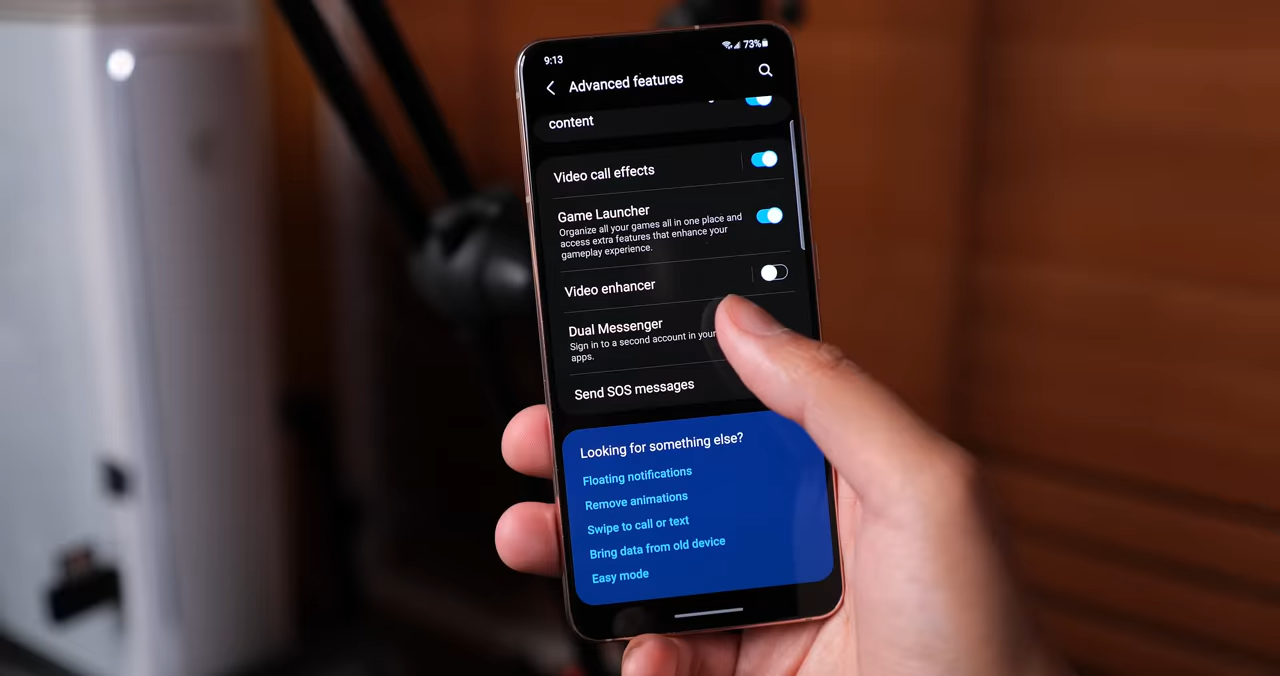 9:13
73%
Advanced features
content
Video call effects
Game Launcher
Organize all your games all in one place and
access extra features that enhance your
gameplay experience.
Video enhancer
Dual Messenger
Sign in to a second account in your
apps.
Send SOS messages
Looking for something else?
Floating notifications
Remove animations
Swipe to call or text
Bring data from old device
Easy mode